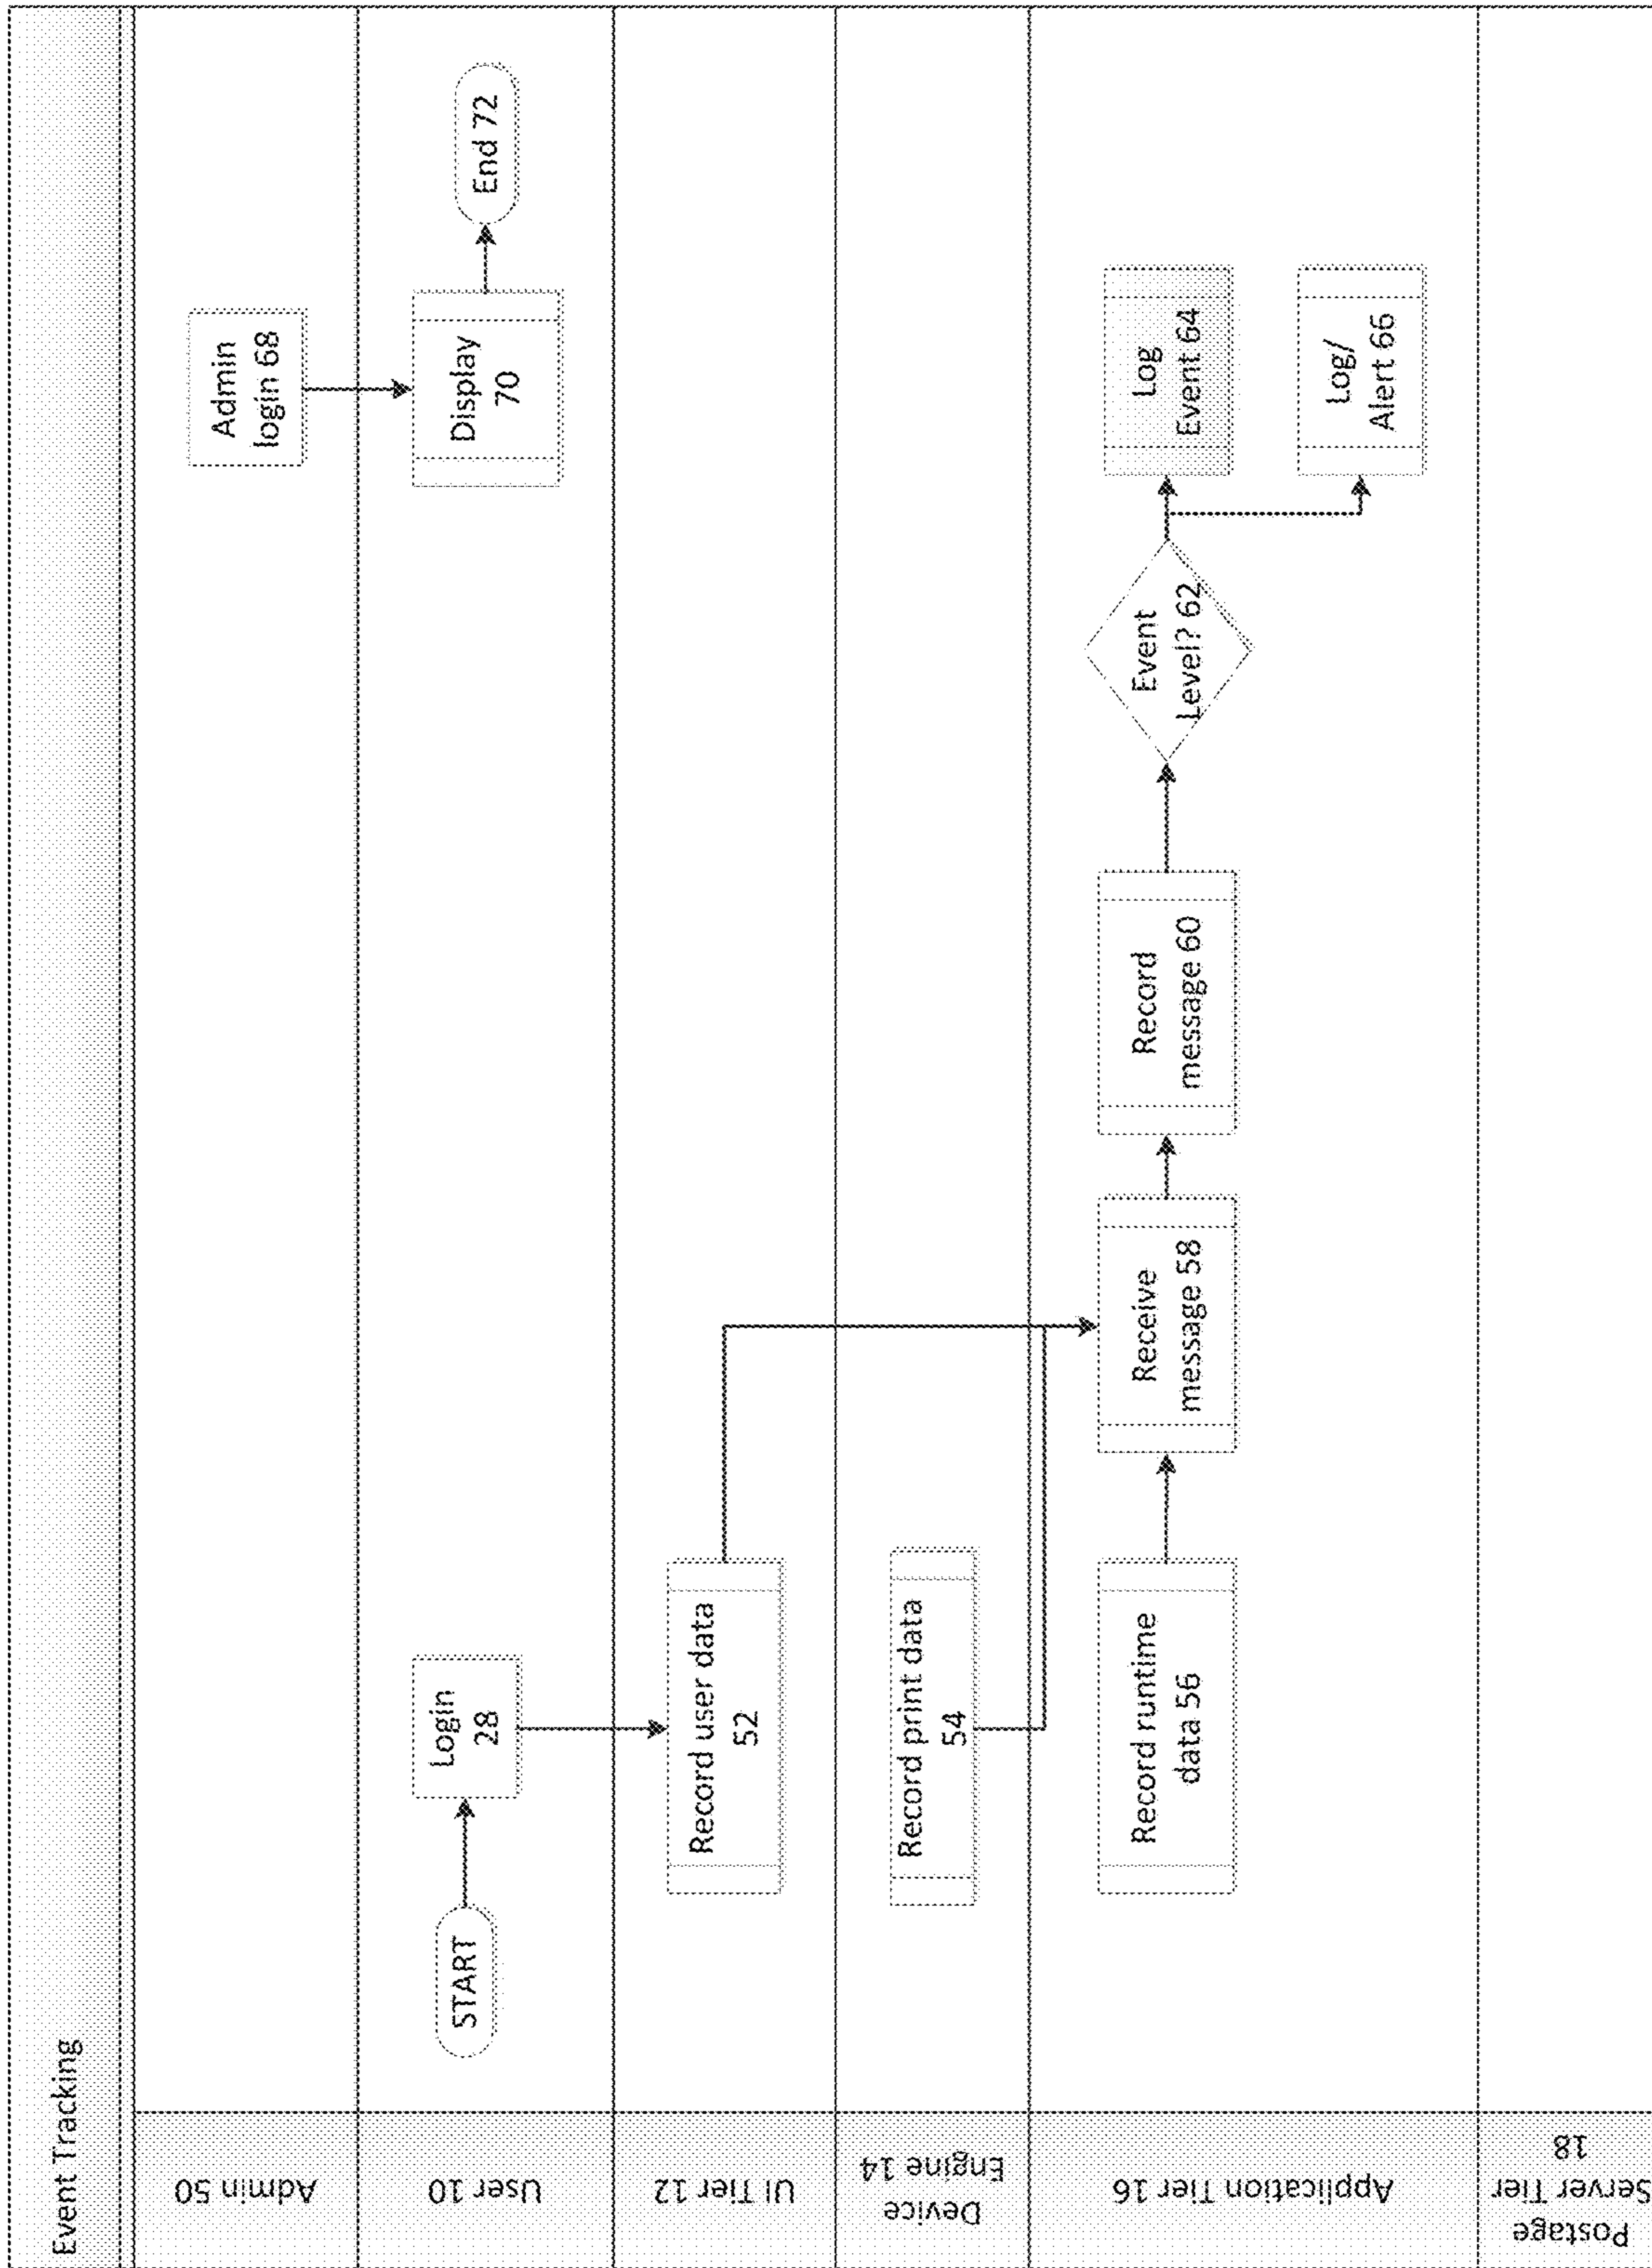 Event Tracking
Admin 50
User 10
UI Tier 12
Device
Engine 14
Application Tier 16
Postage
Server Tier
18
Admin
login 68
START
Login
28
Display
70
End 72
Record user data
52
Record print data
54
Record runtime
data 56
Receive
message 58
Record
message 60
Event
Level? 62
Log
Event 64
Log/
Alert 66